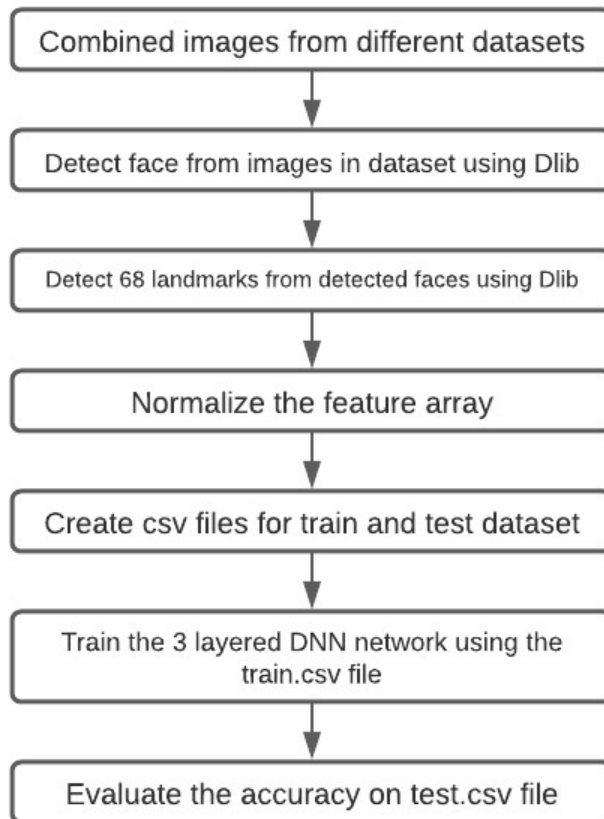 Combined images from different datasets
Detect face from images in dataset using Dlib
Detect 68 landmarks from detected faces using Dlib
Normalize the feature array
Create csv files for train and test dataset
Train the 3 layered DNN network using the
train.csv file
Evaluate the accuracy on test.csv file